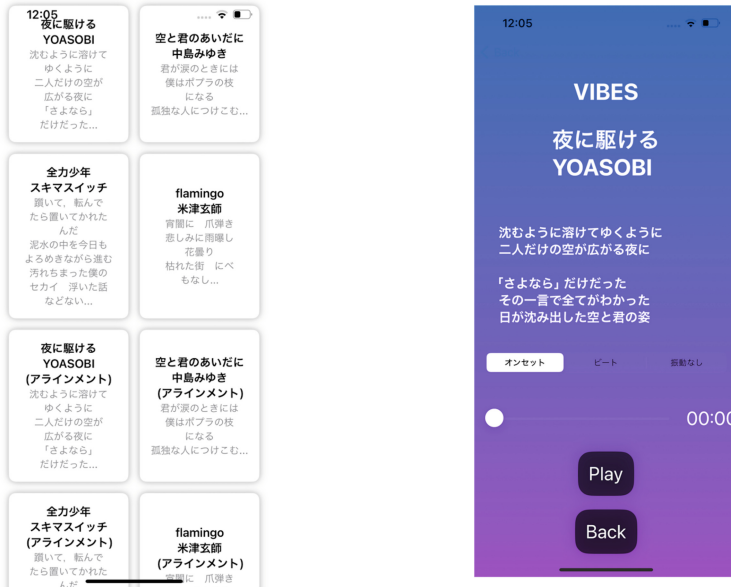 12:05
夜に駆ける
YOASOBI
沈むように溶けて
ゆくように
二人だけの空が
広がる夜に
「さよなら」
だけだった...
空と君のあいだに
中島みゆき
君が涙のときには
僕はポプラの枝
になる
孤独な人につけこむ...
全力少年
スキマスイッチ
躓いて，転んで
たら置いてかれた
んだ
泥水の中を今日も
よろめきながら進む
汚れちまった僕の
セカイ　浮いた話
などない...
flamingo
米津玄師
宵闇に　爪弾き
悲しみに雨曝し
花曇り
枯れた街　にべ
もなし...
夜に駆ける
YOASOBI
(アラインメント)
沈むように溶けて
ゆくように
二人だけの空が
広がる夜に
「さよなら」
だけだった...
空と君のあいだに
中島みゆき
(アラインメント)
君が涙のときには
僕はポプラの枝
になる
孤独な人につけこむ...
全力少年
スキマスイッチ
(アラインメント)
躓いて，転んで
たら置いてかれた
んだ
flamingo
米津玄師
(アラインメント)
宵闇に　爪弾き
12:05
VIBES
夜に駆ける
YOASOBI
沈むように溶けてゆくように
二人だけの空が広がる夜に
「さよなら」だけだった
その一言で全てがわかった
日が沈み出した空と君の姿
オンセット
ビート
振動なし
00:00
Play
Back